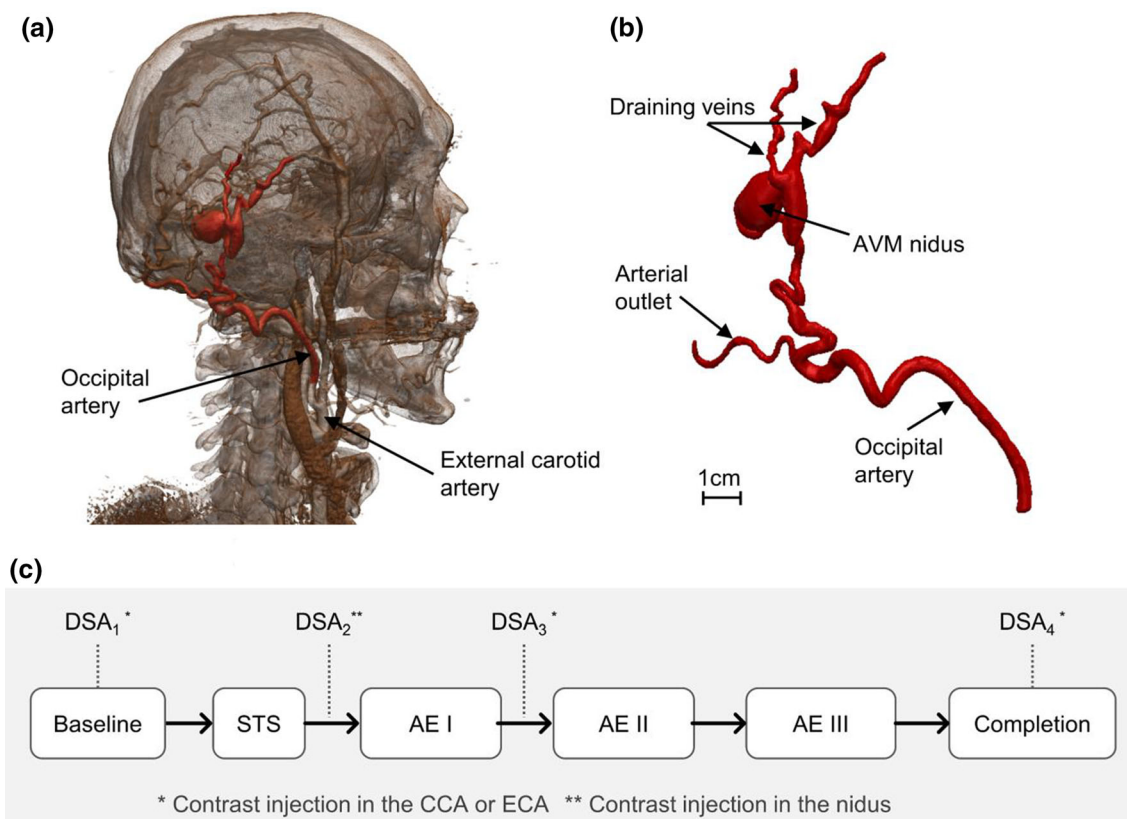 (a)
Occipital
artery
External carotid
artery
(b)
Draining veins
AVM nidus
Arterial
outlet
Occipital
artery
1cm
(c)
DSA₁* DSA₂** DSA₃* DSA₄*
Baseline STS AE I AE II AE III Completion
* Contrast injection in the CCA or ECA ** Contrast injection in the nidus